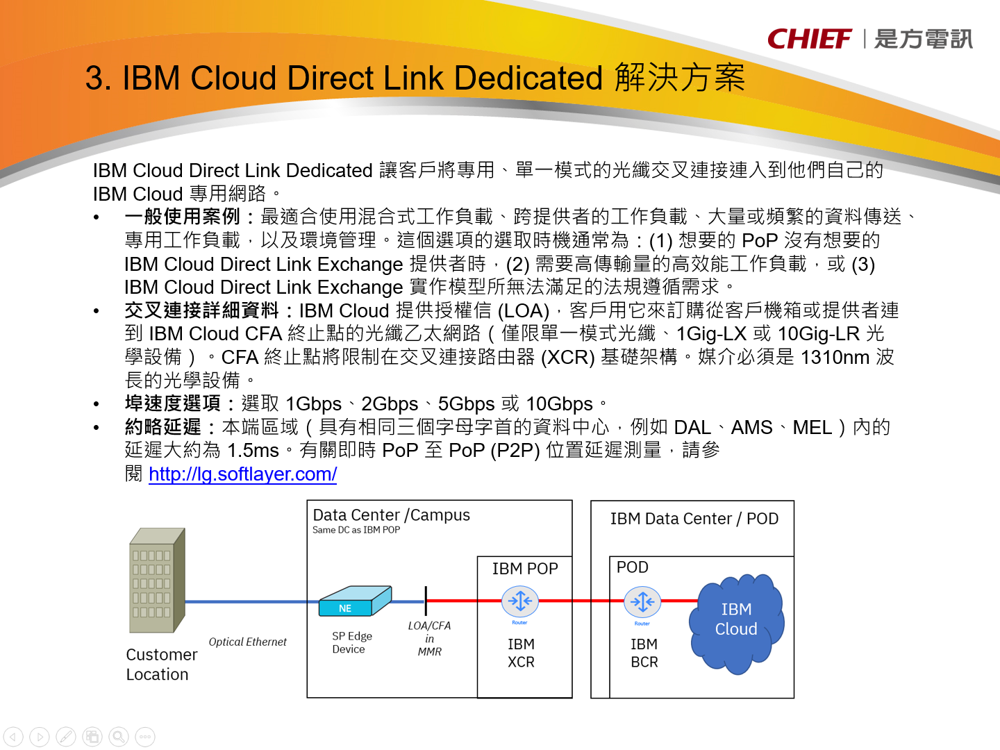 CHIEF | 是方電訊
3. IBM Cloud Direct Link Dedicated 解決方案
IBM Cloud Direct Link Dedicated 讓客戶將專用、單一模式的光纖交叉連接連入到他們自己的
IBM Cloud 專用網路。
• 一般使用案例：最適合使用混合式工作負載、跨提供者的工作負載、大量或頻繁的資料傳送、
專用工作負載，以及環境管理。這個選項的選取時機通常為：(1) 想要的 PoP 沒有想要的
IBM Cloud Direct Link Exchange 提供者時，(2) 需要高傳輸量的高效能工作負載，或 (3)
IBM Cloud Direct Link Exchange 實作模型所無法滿足的法規遵循需求。
• 交叉連接詳細資料：IBM Cloud 提供授權信 (LOA)，客戶用它來訂購從客戶機箱或提供者連
到 IBM Cloud CFA 終止點的光纖乙太網路（僅限單一模式光纖、1Gig-LX 或 10Gig-LR 光
學設備）。CFA 終止點將限制在交叉連接路由器 (XCR) 基礎架構。媒介必須是 1310nm 波
長的光學設備。
• 埠速度選項：選取 1Gbps、2Gbps、5Gbps 或 10Gbps。
• 約略延遲：本端區域（具有相同三個字母字首的資料中心，例如 DAL、AMS、MEL）內的
延遲大約為 1.5ms。有關即時 PoP 至 PoP (P2P) 位置延遲測量，請參
閱 http://lg.softlayer.com/
Data Center /Campus
Same DC as IBM POP
IBM Data Center / POD
IBM POP
POD
NE
Router
Router
IBM
Cloud
Optical Ethernet
SP Edge
Device
LOA/CFA
in
MMR
IBM
XCR
IBM
BCR
Customer
Location